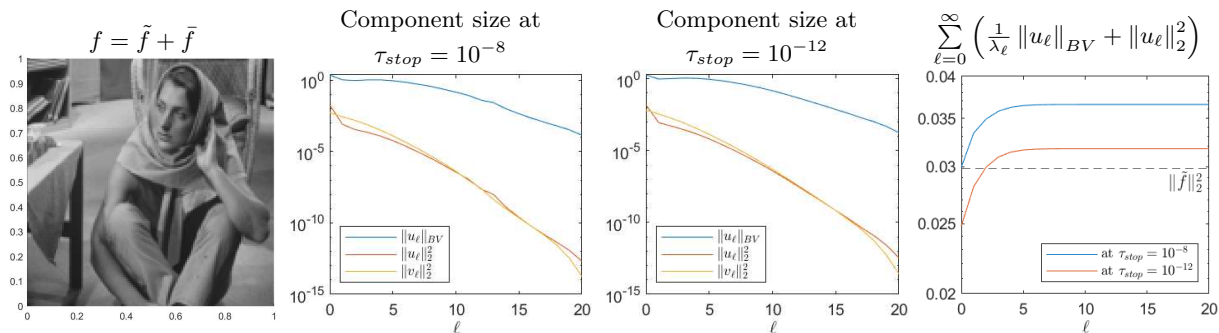 f = f̃ + f̄
1
0.9
0.8
0.7
0.6
0.5
0.4
0.3
0.2
0.1
0
0 0.2 0.4 0.6 0.8 1
Component size at
τ_stop = 10^{-8}
10^0
10^{-5}
10^{-10}
10^{-15}
‖u_ℓ‖_{BV}
‖u_ℓ‖_2^2
‖v_ℓ‖_2^2
0 5 10 15 20
ℓ
Component size at
τ_stop = 10^{-12}
10^0
10^{-5}
10^{-10}
10^{-15}
‖u_ℓ‖_{BV}
‖u_ℓ‖_2^2
‖v_ℓ‖_2^2
0 5 10 15 20
ℓ
∑_{ℓ=0}^{∞} ( 1/λ_ℓ ‖u_ℓ‖_{BV} + ‖u_ℓ‖_2^2 )
0.04
0.035
0.03
0.025
0.02
‖f̃‖_2^2
at τ_stop = 10^{-8}
at τ_stop = 10^{-12}
0 5 10 15 20
ℓ